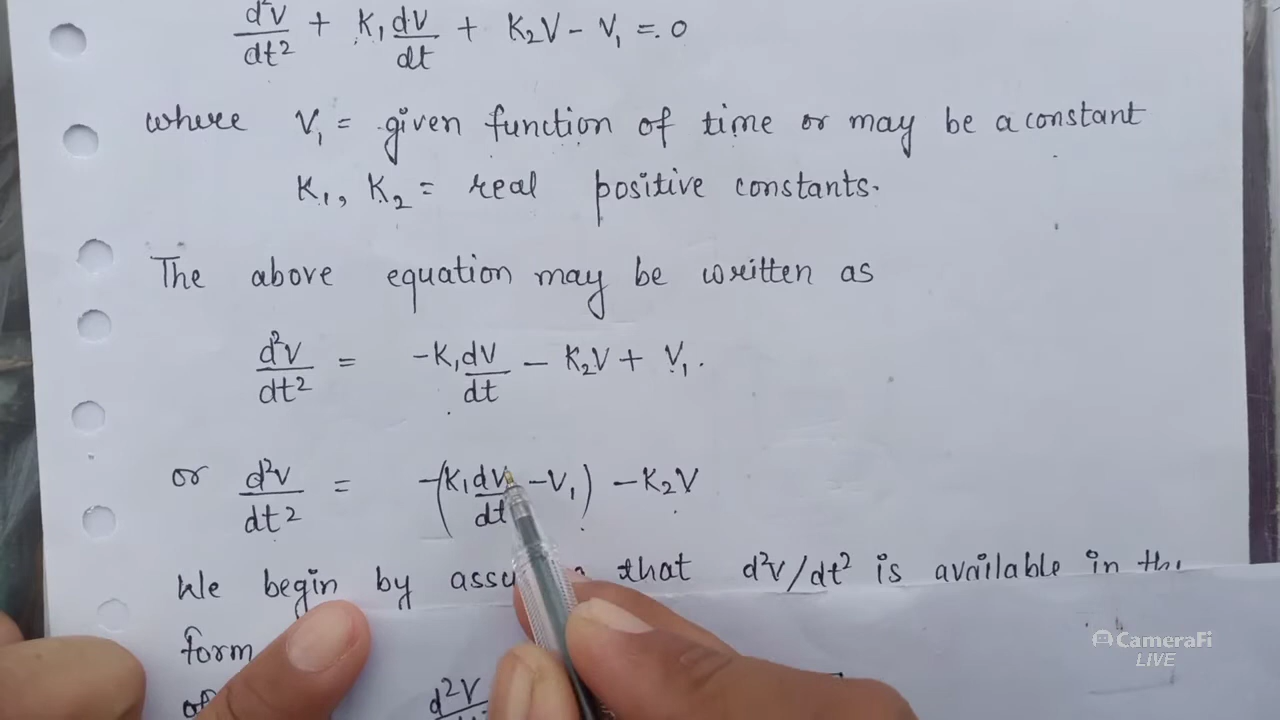 d²v/dt² + K₁ dv/dt + K₂V - V₁ = 0
where V₁ = given function of time or may be a constant
K₁, K₂ = real positive constants.
The above equation may be written as
d²v/dt² = -K₁ dv/dt - K₂V + V₁.
or d²v/dt² = -(K₁ dv/dt - V₁) - K₂V
We begin by that d²v/dt² is available in
form
d²v
CameraFi
LIVE